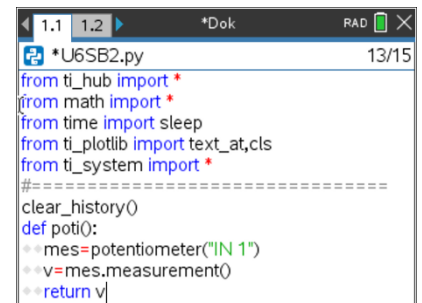 1.1 1.2 *Dok RAD
*U6SB2.py 13/15
from ti_hub import *
from math import *
from time import sleep
from ti_plotlib import text_at,cls
from ti_system import *
#================================
clear_history()
def poti():
◆◆mes=potentiometer("IN 1")
◆◆v=mes.measurement()
◆◆return v